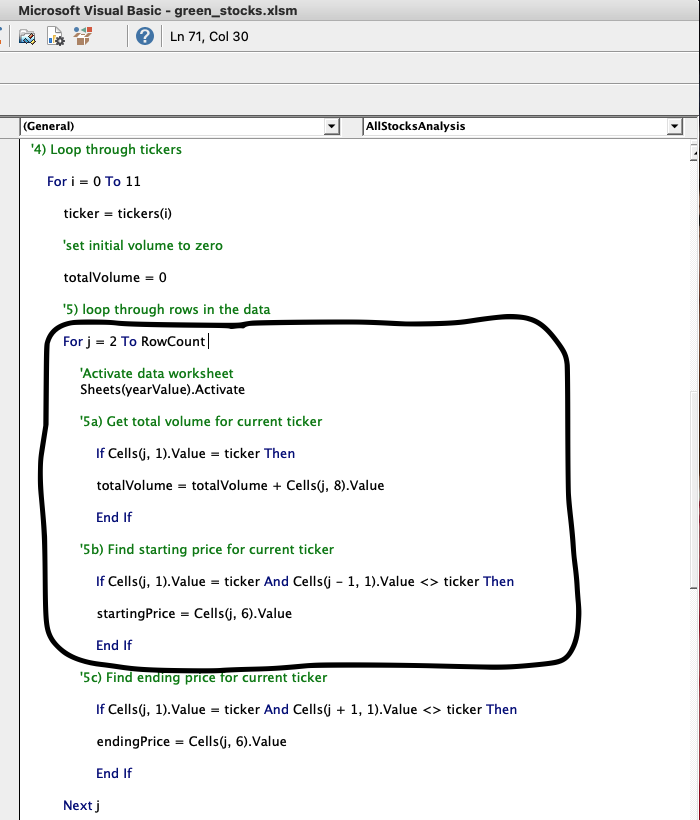 Microsoft Visual Basic - green_stocks.xlsm
Ln 71, Col 30
(General)
AllStocksAnalysis
'4) Loop through tickers
For i = 0 To 11
ticker = tickers(i)
'set initial volume to zero
totalVolume = 0
'5) loop through rows in the data
For j = 2 To RowCount
'Activate data worksheet
Sheets(yearValue).Activate
'5a) Get total volume for current ticker
If Cells(j, 1).Value = ticker Then
totalVolume = totalVolume + Cells(j, 8).Value
End If
'5b) Find starting price for current ticker
If Cells(j, 1).Value = ticker And Cells(j - 1, 1).Value <> ticker Then
startingPrice = Cells(j, 6).Value
End If
'5c) Find ending price for current ticker
If Cells(j, 1).Value = ticker And Cells(j + 1, 1).Value <> ticker Then
endingPrice = Cells(j, 6).Value
End If
Next j